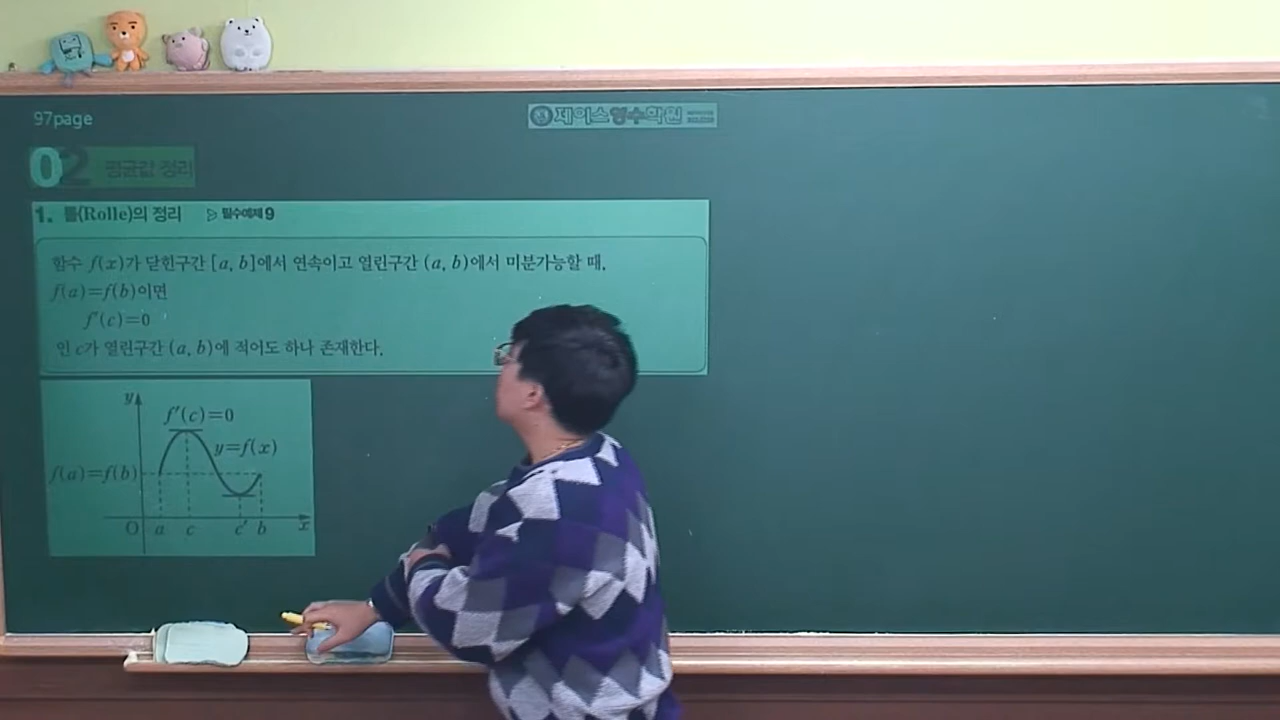 97page
제이스영수학원
02 평균값 정리
1. 롤(Rolle)의 정리 ▷ 필수예제 9
함수 f(x)가 닫힌구간 [a, b]에서 연속이고 열린구간 (a, b)에서 미분가능할 때,
f(a)=f(b)이면
f′(c)=0
인 c가 열린구간 (a, b)에 적어도 하나 존재한다.
y
f′(c)=0
y=f(x)
f(a)=f(b)
O a c c′ b x